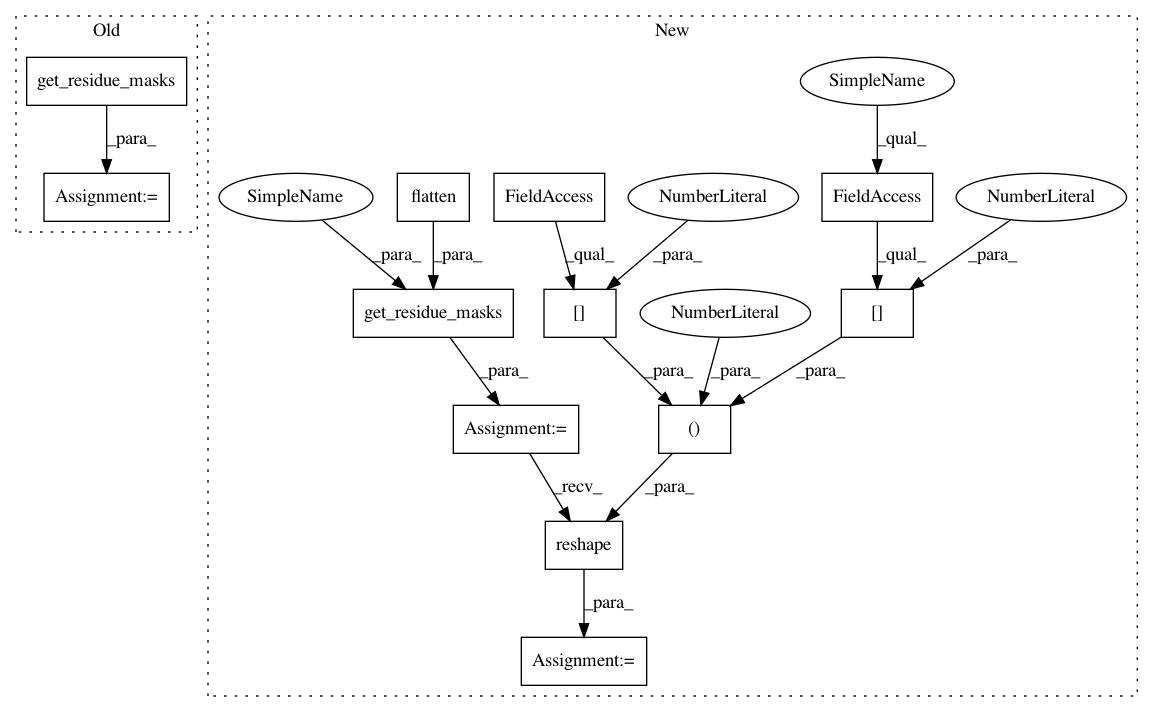 Old
New
get_residue_masks
SimpleName
_para_
_qual_
Assignment:=
SimpleName
flatten
FieldAccess
NumberLiteral
FieldAccess
NumberLiteral
_para_
_para_
_qual_
_para_
_qual_
_para_
get_residue_masks
[]
NumberLiteral
[]
_para_
_para_
_para_
_para_
Assignment:=
()
_recv_
_para_
reshape
_para_
Assignment:=